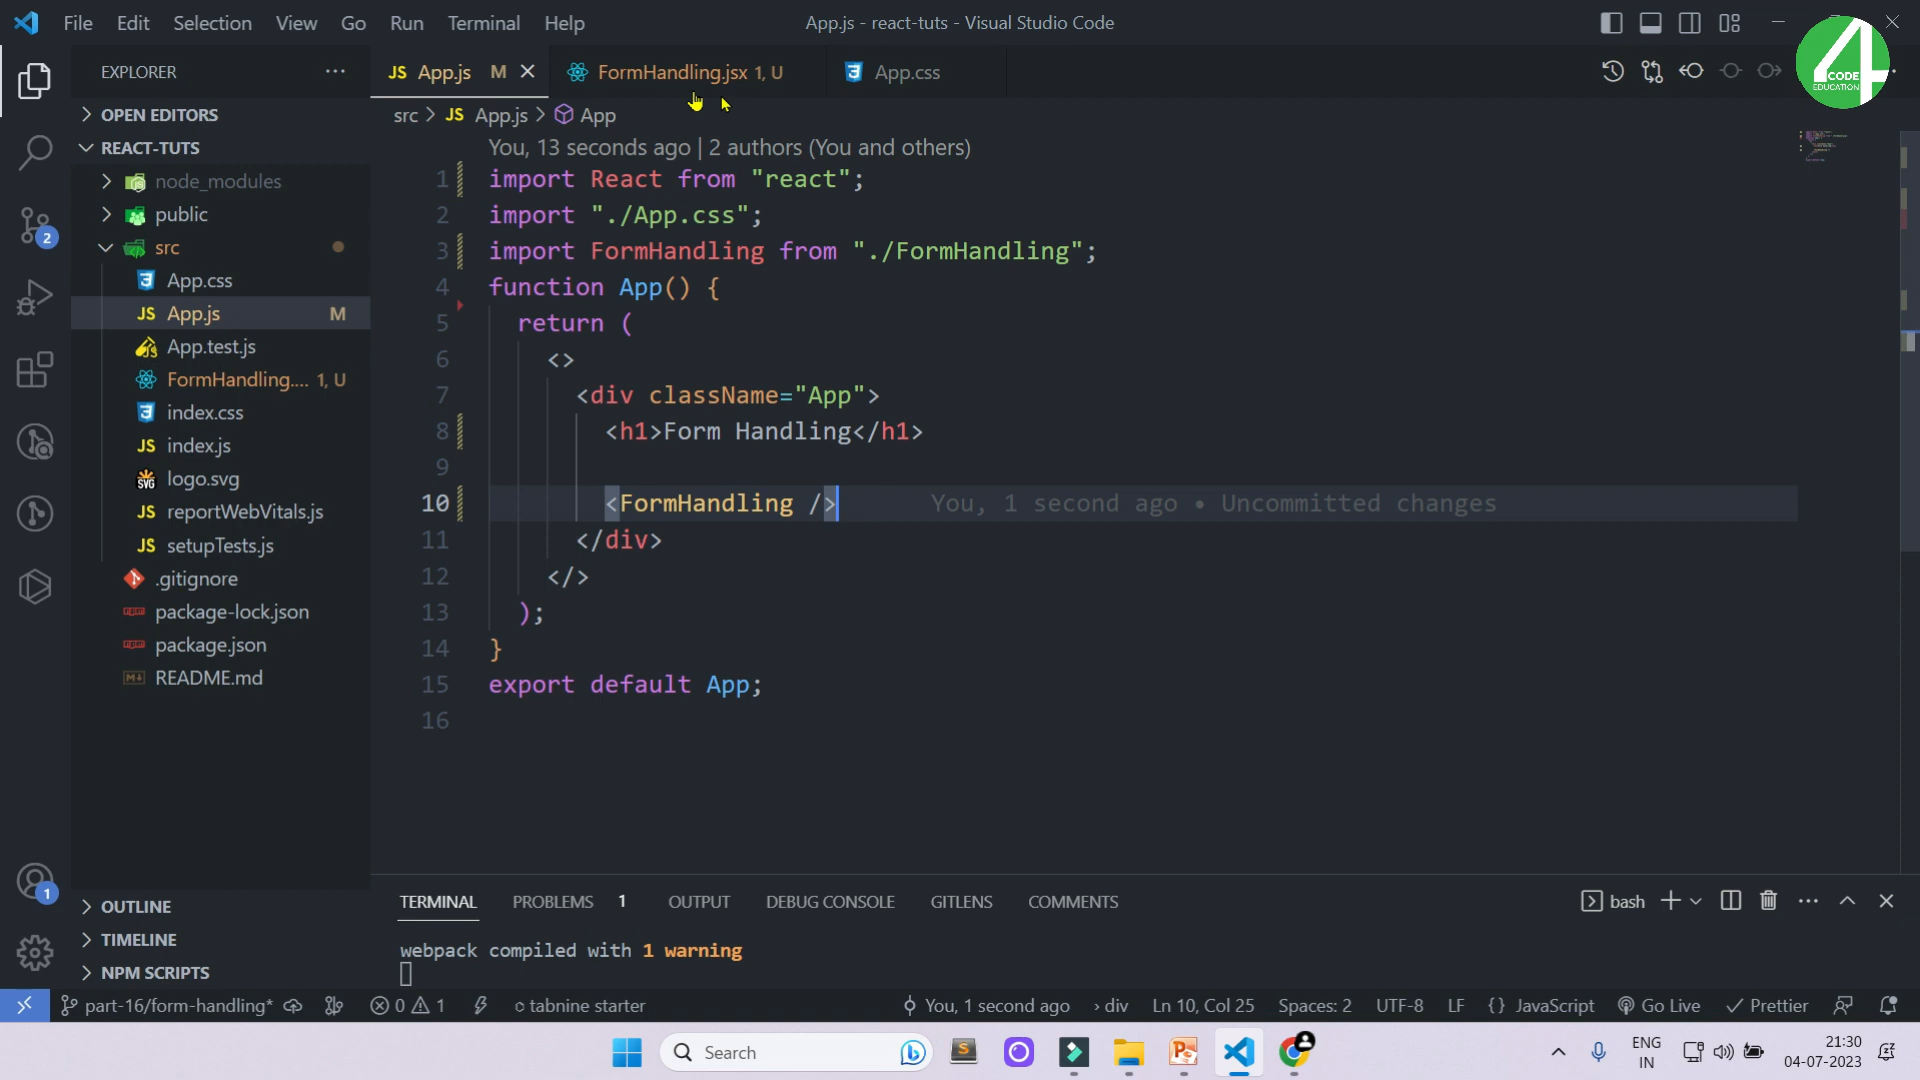 File Edit Selection View Go Run Terminal Help
App.js - react-tuts - Visual Studio Code
4
CODE
EDUCATION
EXPLORER
JS App.js M
FormHandling.jsx 1, U
App.css
src > JS App.js > App
OPEN EDITORS
REACT-TUTS
node_modules
public
src
App.css
JS App.js M
App.test.js
FormHandling.... 1, U
index.css
JS index.js
SVG logo.svg
JS reportWebVitals.js
JS setupTests.js
.gitignore
package-lock.json
package.json
README.md
OUTLINE
TIMELINE
NPM SCRIPTS
2
1
You, 13 seconds ago | 2 authors (You and others)
1 import React from "react";
2 import "./App.css";
3 import FormHandling from "./FormHandling";
4 function App() {
5 return (
6 <>
7 <div className="App">
8 <h1>Form Handling</h1>
9
10 <FormHandling /> You, 1 second ago • Uncommitted changes
11 </div>
12 </>
13 );
14 }
15 export default App;
16
TERMINAL PROBLEMS 1 OUTPUT DEBUG CONSOLE GITLENS COMMENTS
bash
webpack compiled with 1 warning
part-16/form-handling* 0 1 tabnine starter
You, 1 second ago › div Ln 10, Col 25 Spaces: 2 UTF-8 LF {} JavaScript Go Live Prettier
Search
ENG
IN
21:30
04-07-2023